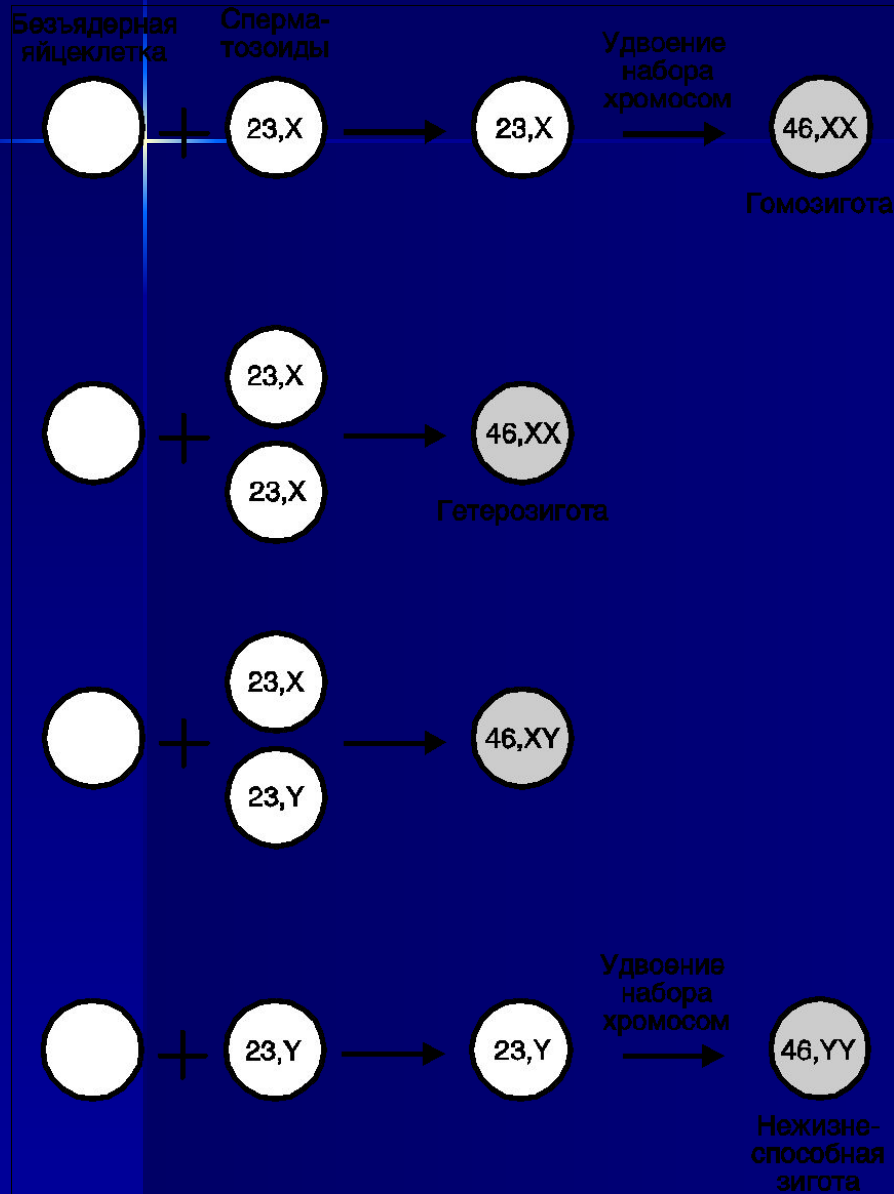 Безъядерная
яйцеклетка
Сперма-
тозоиды
Удвоение
набора
хромосом
23,X
23,X
46,XX
Гомозигота
23,X
23,X
46,XX
Гетерозигота
23,X
23,Y
46,XY
Удвоение
набора
хромосом
23,Y
23,Y
46,YY
Нежизне-
способная
зигота